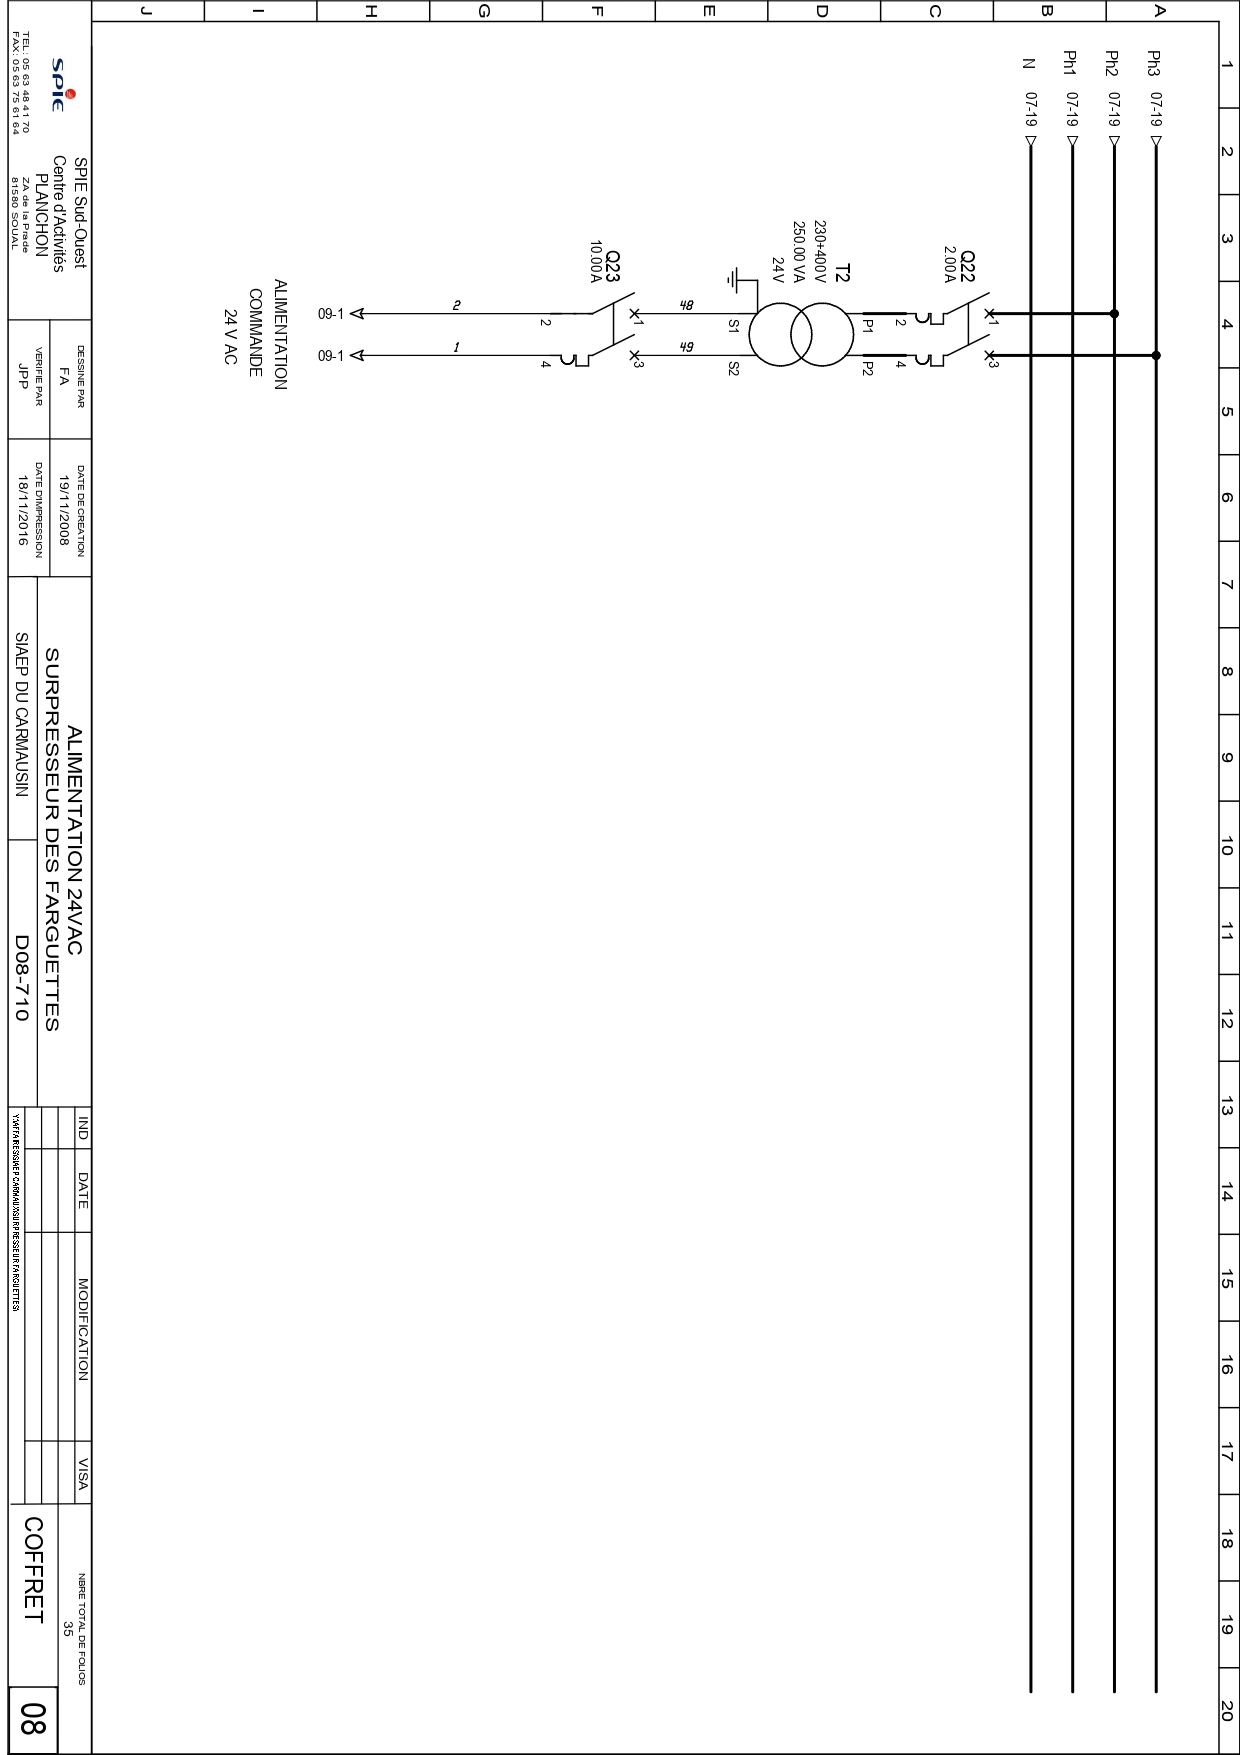 1 2 3 4 5 6 7 8 9 10 11 12 13 14 15 16 17 18 19 20
A
B
C
D
E
F
G
H
I
J
Ph3 07-19
Ph2 07-19
Ph1 07-19
N 07-19
1 3
Q22
2.00A
2 4
P1 P2
T2
230+400V
250.00 VA
24V
S1 S2
48 49
1 3
Q23
10.00A
2 4
2 1
09-1 09-1
ALIMENTATION
COMMANDE
24 V AC
SPIE
TEL: 05 63 48 41 70
FAX: 05 63 75 61 64
SPIE Sud-Ouest
Centre d'Activités
PLANCHON
ZA de la Prade
81580 SOUAL
DESSINE PAR
FA
VERIFIE PAR
JPP
DATE DE CREATION
19/11/2008
DATE D'IMPRESSION
18/11/2016
ALIMENTATION 24VAC
SURPRESSEUR DES FARGUETTES
SIAEP DU CARMAUSIN
D08-710
IND DATE MODIFICATION VISA
Y:\AFFAIRES\SIAEP CARMAUX\SURPRESSEUR FARGUETTES\
NBRE TOTAL DE FOLIOS
35
COFFRET
08